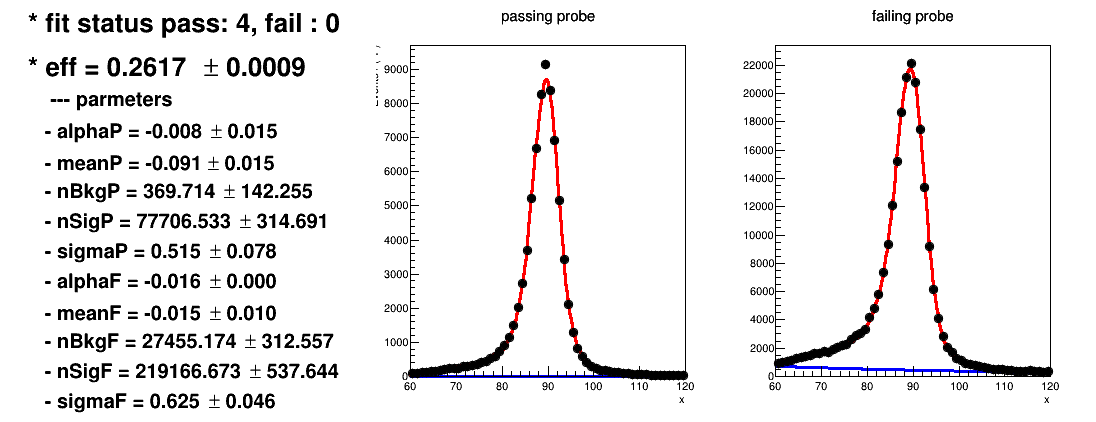 * fit status pass: 4, fail : 0
* eff = 0.2617 ± 0.0009
--- parmeters
- alphaP = -0.008 ± 0.015
- meanP = -0.091 ± 0.015
- nBkgP = 369.714 ± 142.255
- nSigP = 77706.533 ± 314.691
- sigmaP = 0.515 ± 0.078
- alphaF = -0.016 ± 0.000
- meanF = -0.015 ± 0.010
- nBkgF = 27455.174 ± 312.557
- nSigF = 219166.673 ± 537.644
- sigmaF = 0.625 ± 0.046
passing probe
9000
8000
7000
6000
5000
4000
3000
2000
1000
0
60 70 80 90 100 110 120
x
failing probe
22000
20000
18000
16000
14000
12000
10000
8000
6000
4000
2000
0
60 70 80 90 100 110 120
x